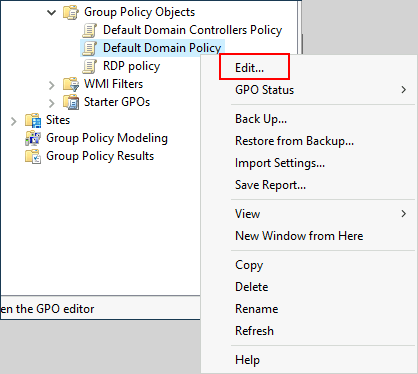 Group Policy Objects
Default Domain Controllers Policy
Default Domain Policy
RDP policy
WMI Filters
Starter GPOs
Sites
Group Policy Modeling
Group Policy Results
en the GPO editor
Edit...
GPO Status
Back Up...
Restore from Backup...
Import Settings...
Save Report...
View
New Window from Here
Copy
Delete
Rename
Refresh
Help